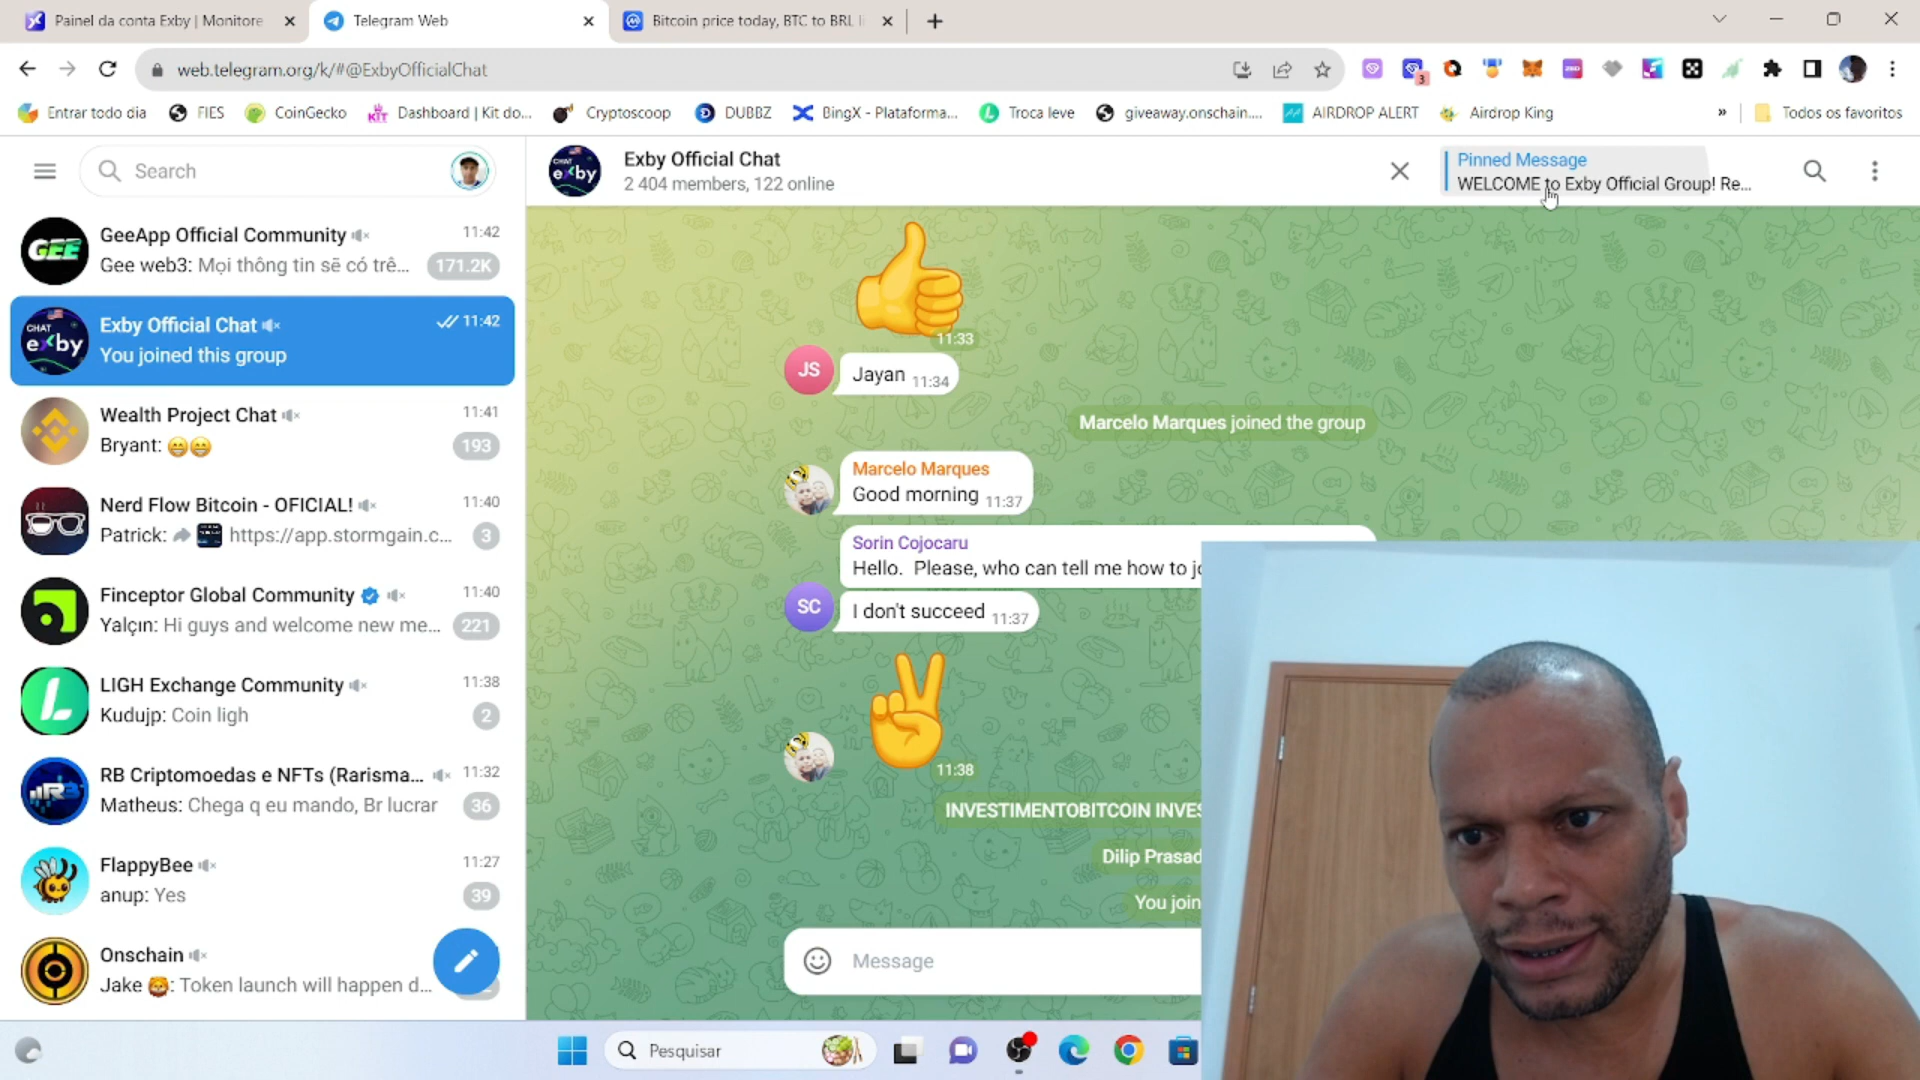 Painel da conta Exby | Monitore
Telegram Web
Bitcoin price today, BTC to BRL li
web.telegram.org/k/#@ExbyOfficialChat
3
Entrar todo dia
FIES
CoinGecko
Dashboard | Kit do...
Cryptoscoop
DUBBZ
BingX - Plataforma...
Troca leve
giveaway.onschain....
AIRDROP ALERT
Airdrop King
»
Todos os favoritos
Search
GeeApp Official Community
11:42
Gee web3: Mọi thông tin sẽ có trê...
171.2K
CHAT
exby
Exby Official Chat
11:42
You joined this group
Wealth Project Chat
11:41
Bryant: 😁😁
193
Nerd Flow Bitcoin - OFICIAL!
11:40
Patrick: https://app.stormgain.c...
3
Finceptor Global Community
11:40
Yalçın: Hi guys and welcome new me...
221
LIGH Exchange Community
11:38
Kudujp: Coin ligh
2
RB Criptomoedas e NFTs (Rarisma...
11:32
Matheus: Chega q eu mando, Br lucrar
36
FlappyBee
11:27
anup: Yes
39
Onschain
Jake 🦁: Token launch will happen d...
CHAT
exby
Exby Official Chat
2 404 members, 122 online
Pinned Message
WELCOME to Exby Official Group! Re...
11:33
JS
Jayan 11:34
Marcelo Marques joined the group
Marcelo Marques
Good morning 11:37
Sorin Cojocaru
Hello. Please, who can tell me how to jo
SC
I don't succeed 11:37
11:38
INVESTIMENTOBITCOIN INVES
Dilip Prasad
You join
Message
Pesquisar